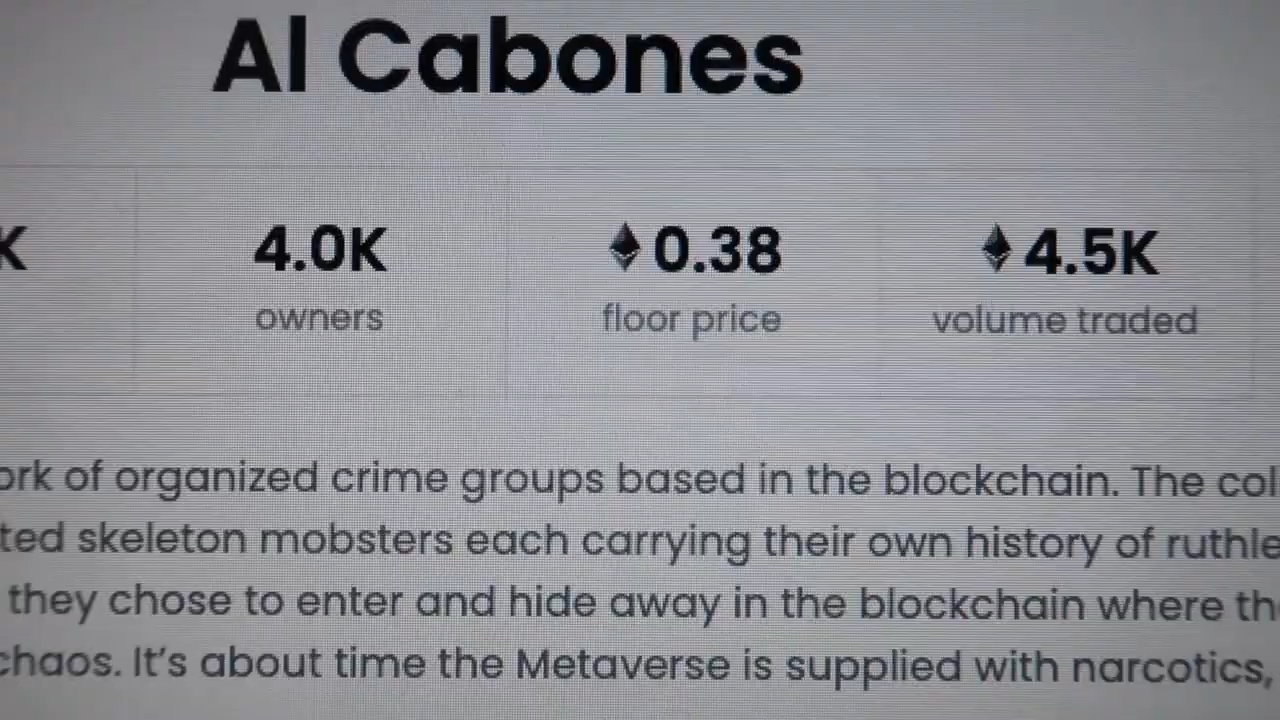 Al Cabones
K 4.0K 0.38 4.5K
owners floor price volume traded
ork of organized crime groups based in the blockchain. The col
ted skeleton mobsters each carrying their own history of ruthle
they chose to enter and hide away in the blockchain where th
chaos. It’s about time the Metaverse is supplied with narcotics,